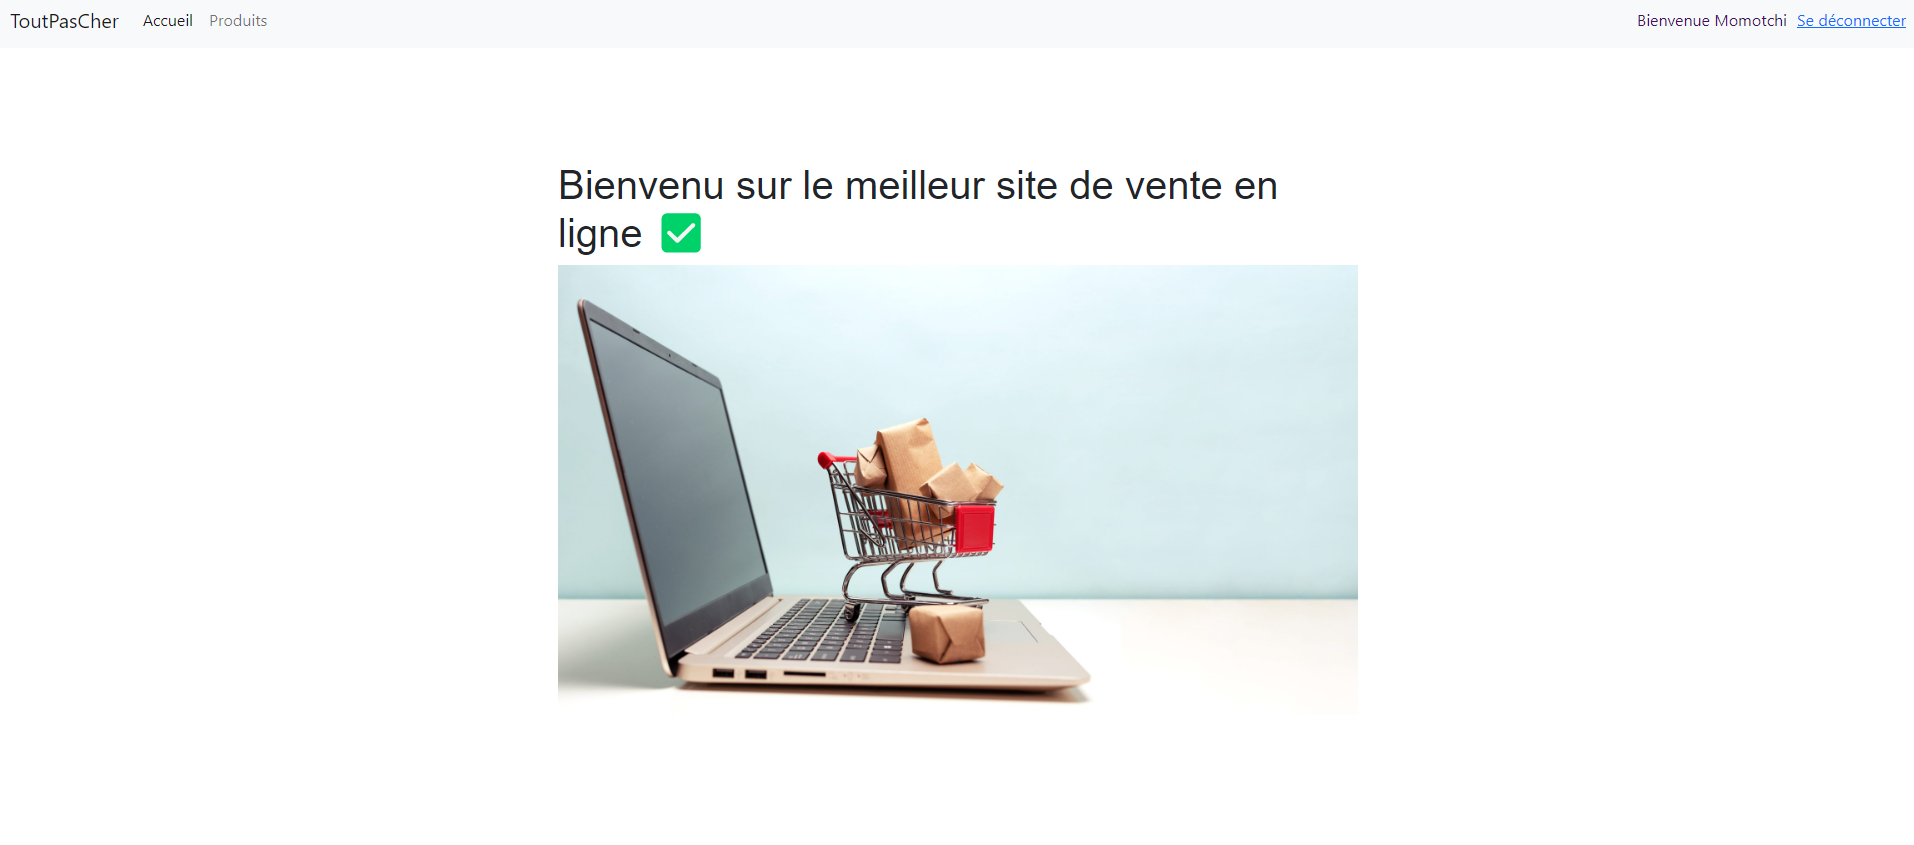 ToutPasCher Accueil Produits Bienvenue Momotchi Se déconnecter
Bienvenu sur le meilleur site de vente en
ligne ✅